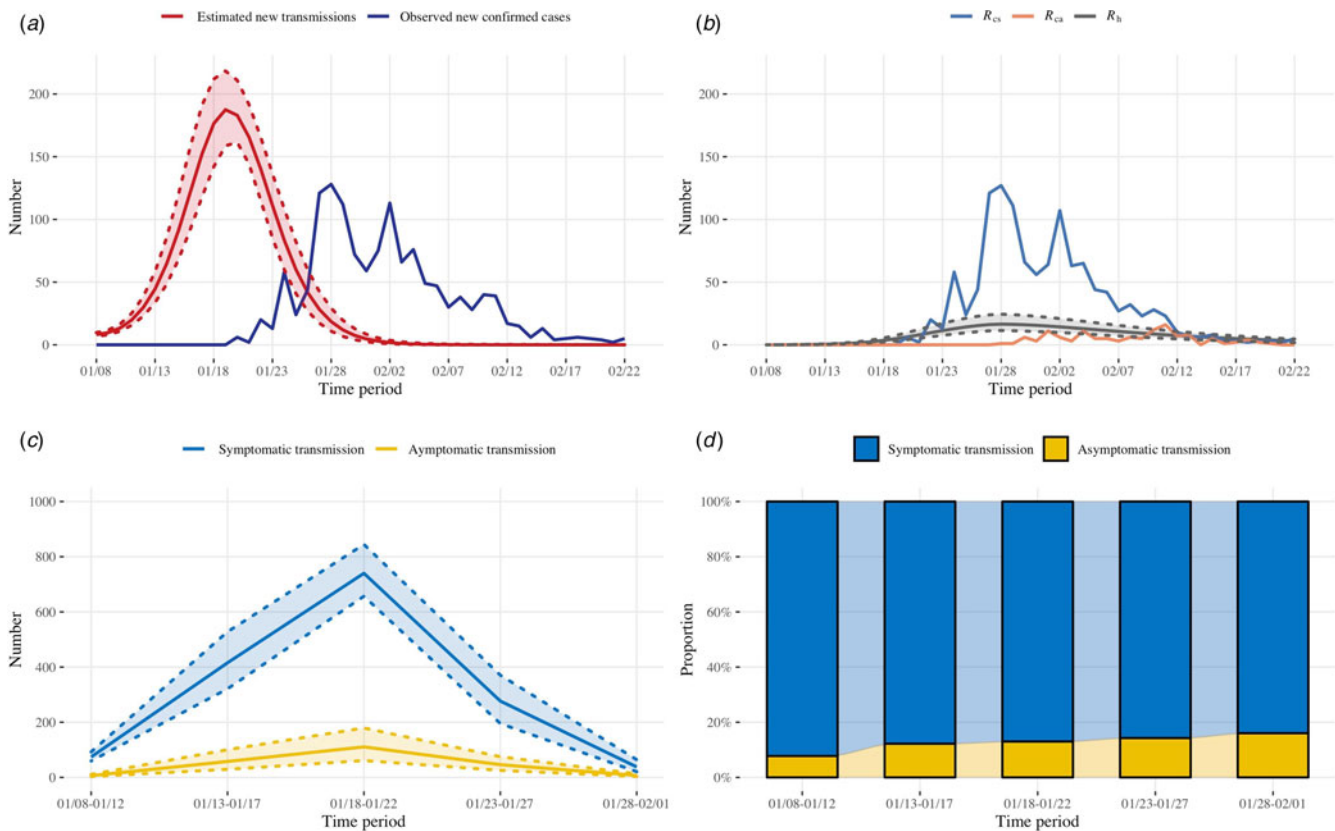 (a)
Estimated new transmissions
Observed new confirmed cases
Number
200
150
100
50
0
01/08
01/13
01/18
01/23
01/28
02/02
02/07
02/12
02/17
02/22
Time period
(b)
Rcs
Rca
Rh
Number
200
150
100
50
0
01/08
01/13
01/18
01/23
01/28
02/02
02/07
02/12
02/17
02/22
Time period
(c)
Symptomatic transmission
Aymptomatic transmission
Number
1000
800
600
400
200
0
01/08-01/12
01/13-01/17
01/18-01/22
01/23-01/27
01/28-02/01
Time period
(d)
Symptomatic transmission
Asymptomatic transmission
Proportion
100%
80%
60%
40%
20%
0%
01/08-01/12
01/13-01/17
01/18-01/22
01/23-01/27
01/28-02/01
Time period